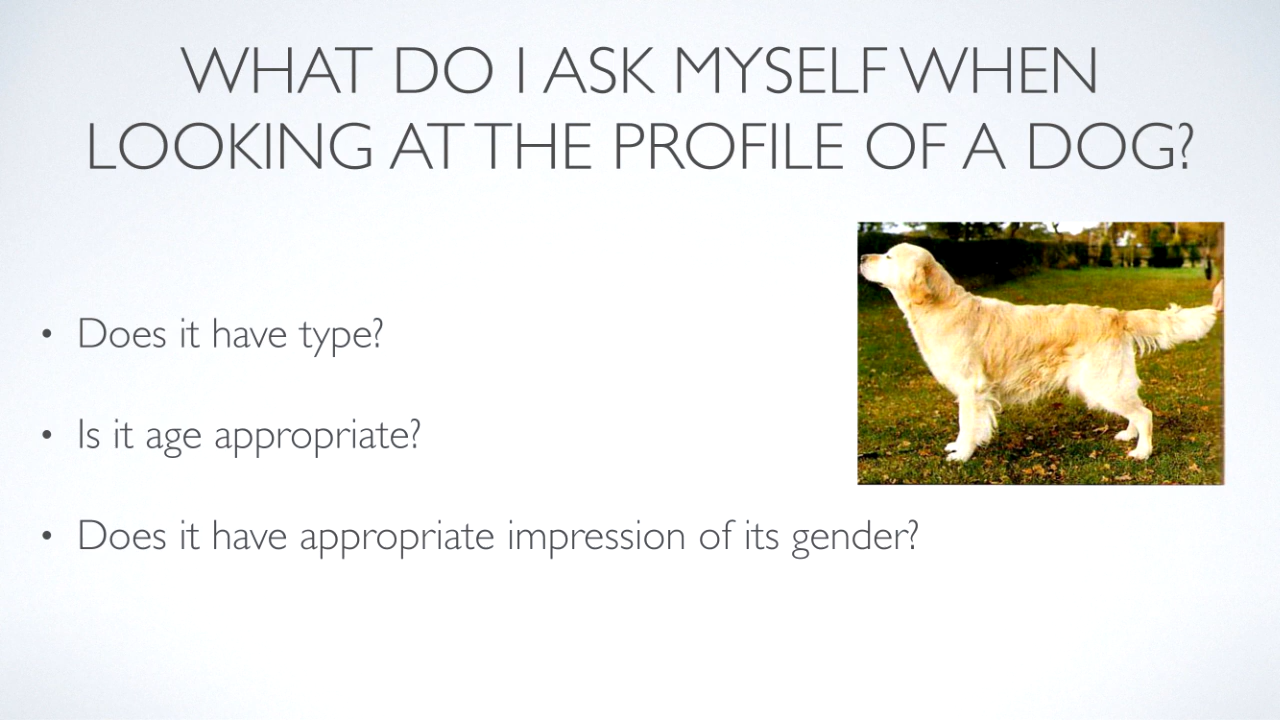 WHAT DO I ASK MYSELF WHEN
LOOKING AT THE PROFILE OF A DOG?
• Does it have type?
• Is it age appropriate?
• Does it have appropriate impression of its gender?